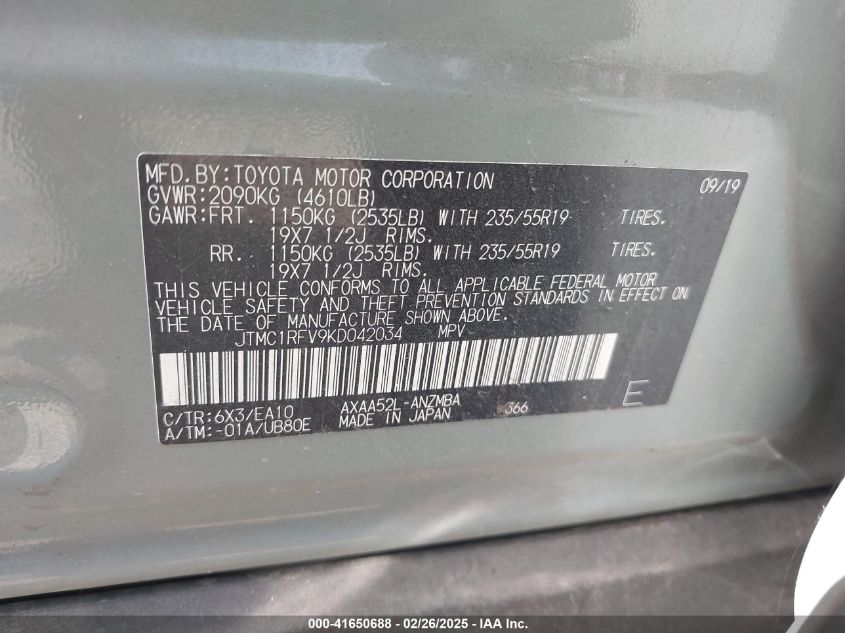 MFD.BY:TOYOTA MOTOR CORPORATION 09/19
GVWR:2090KG (4610LB)
GAWR:FRT. 1150KG (2535LB) WITH 235/55R19 TIRES.
19X7 1/2J RIMS.
RR. 1150KG (2535LB) WITH 235/55R19 TIRES.
19X7 1/2J RIMS.
THIS VEHICLE CONFORMS TO ALL APPLICABLE FEDERAL MOTOR
VEHICLE SAFETY AND THEFT PREVENTION STANDARDS IN EFFECT ON
THE DATE OF MANUFACTURE SHOWN ABOVE.
JTMC1RFV9KD042034 MPV
C/TR:6X3/EA10 AXAA52L-ANZMBA 366 E
A/TM:-01A/UB80E MADE IN JAPAN
000-41650688 - 02/26/2025 - IAAI.COM